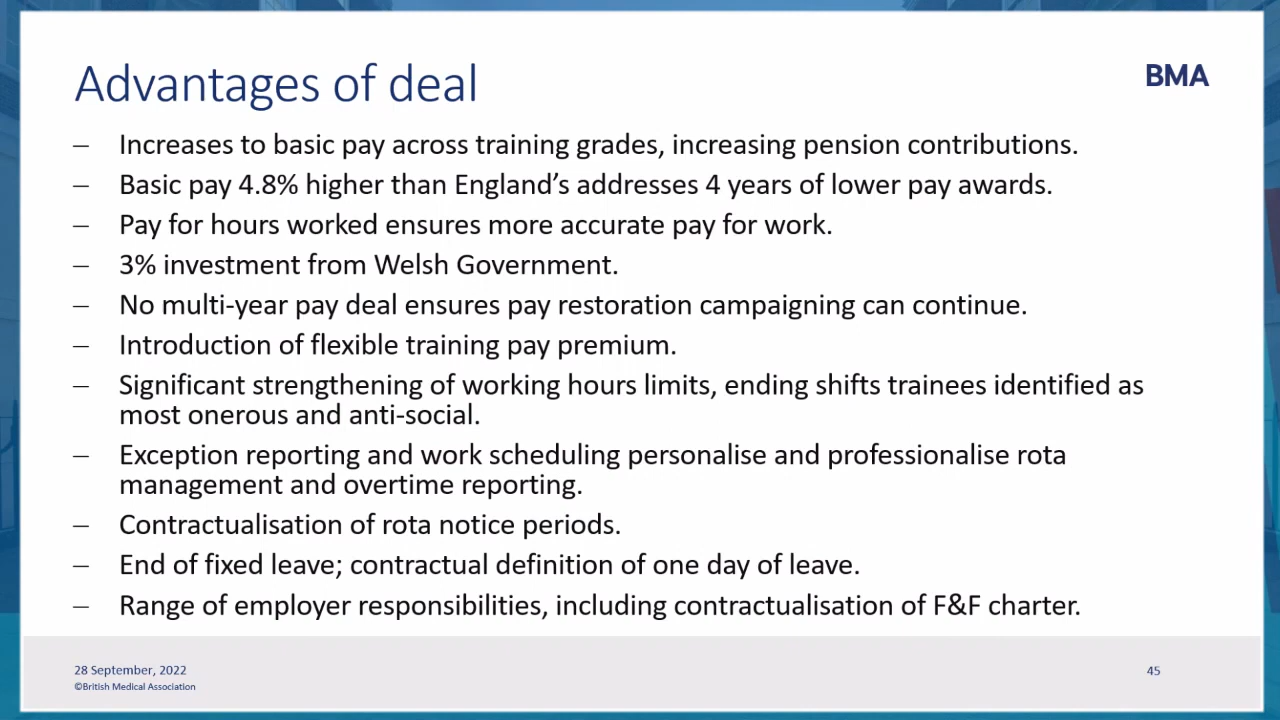 Advantages of deal
BMA
– Increases to basic pay across training grades, increasing pension contributions.
– Basic pay 4.8% higher than England’s addresses 4 years of lower pay awards.
– Pay for hours worked ensures more accurate pay for work.
– 3% investment from Welsh Government.
– No multi-year pay deal ensures pay restoration campaigning can continue.
– Introduction of flexible training pay premium.
– Significant strengthening of working hours limits, ending shifts trainees identified as
most onerous and anti-social.
– Exception reporting and work scheduling personalise and professionalise rota
management and overtime reporting.
– Contractualisation of rota notice periods.
– End of fixed leave; contractual definition of one day of leave.
– Range of employer responsibilities, including contractualisation of F&F charter.
28 September, 2022
45
©British Medical Association